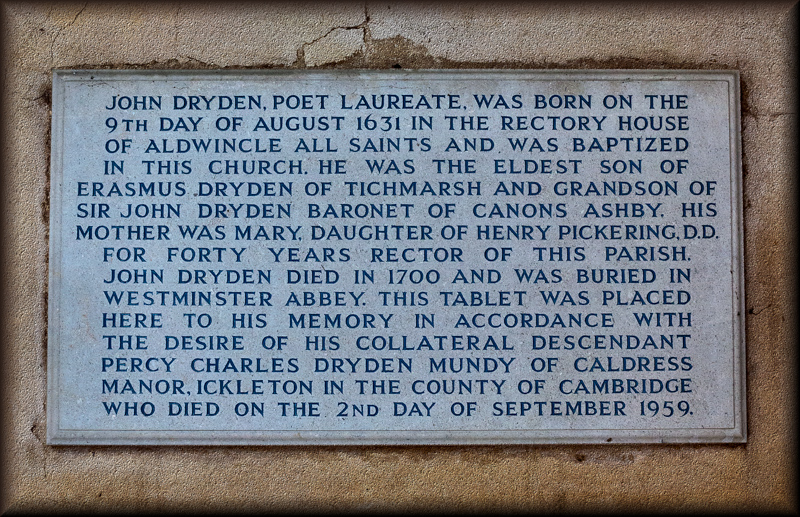 JOHN DRYDEN, POET LAUREATE, WAS BORN ON THE
9TH DAY OF AUGUST 1631 IN THE RECTORY HOUSE
OF ALDWINCLE ALL SAINTS AND WAS BAPTIZED
IN THIS CHURCH. HE WAS THE ELDEST SON OF
ERASMUS DRYDEN OF TICHMARSH AND GRANDSON OF
SIR JOHN DRYDEN BARONET OF CANONS ASHBY. HIS
MOTHER WAS MARY, DAUGHTER OF HENRY PICKERING, D.D.
FOR FORTY YEARS RECTOR OF THIS PARISH.
JOHN DRYDEN DIED IN 1700 AND WAS BURIED IN
WESTMINSTER ABBEY. THIS TABLET WAS PLACED
HERE TO HIS MEMORY IN ACCORDANCE WITH
THE DESIRE OF HIS COLLATERAL DESCENDANT
PERCY CHARLES DRYDEN MUNDY OF CALDRESS
MANOR, ICKLETON IN THE COUNTY OF CAMBRIDGE
WHO DIED ON THE 2ND DAY OF SEPTEMBER 1959.